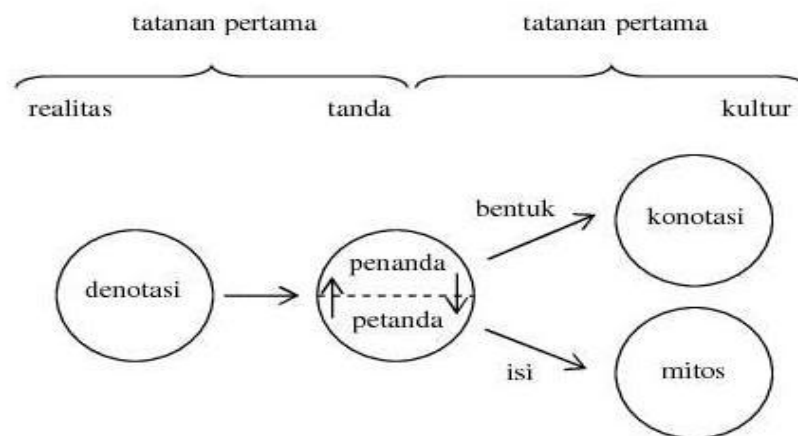 tatanan pertama tatanan pertama
realitas tanda kultur
bentuk konotasi
denotasi penanda
petanda
isi mitos